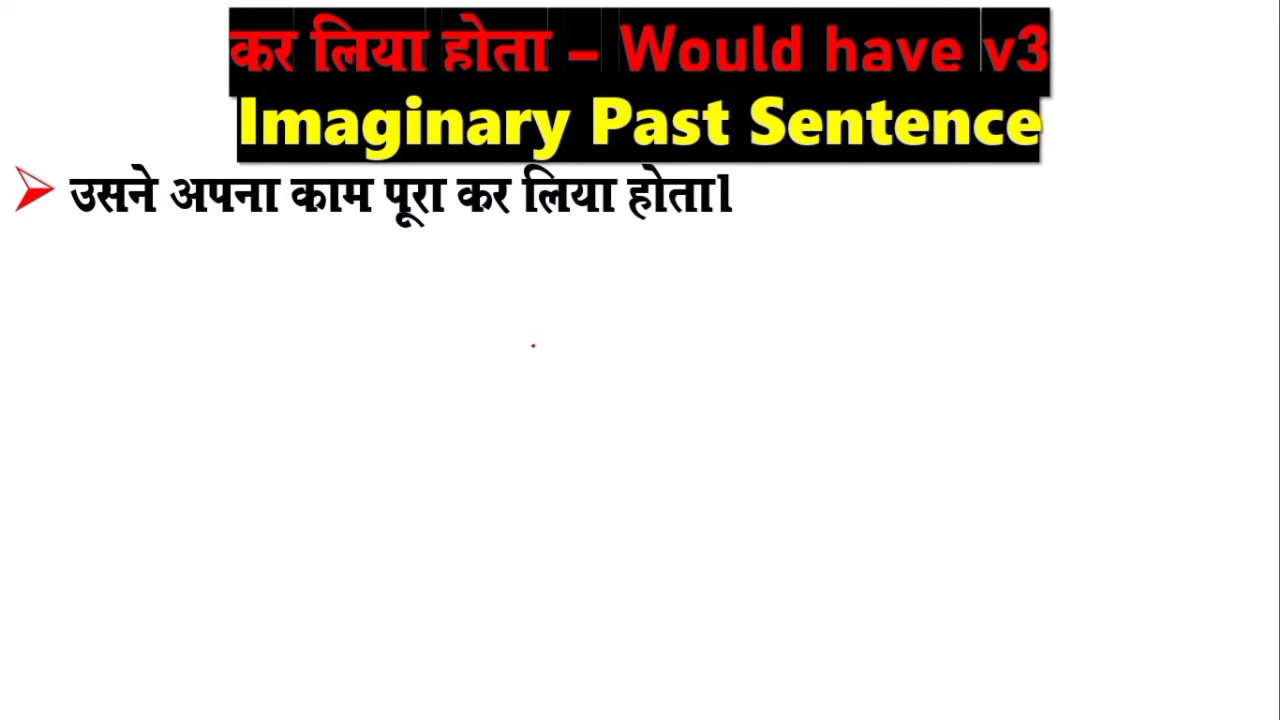 कर लिया होता – Would have v3
Imaginary Past Sentence
उसने अपना काम पूरा कर लिया होता।